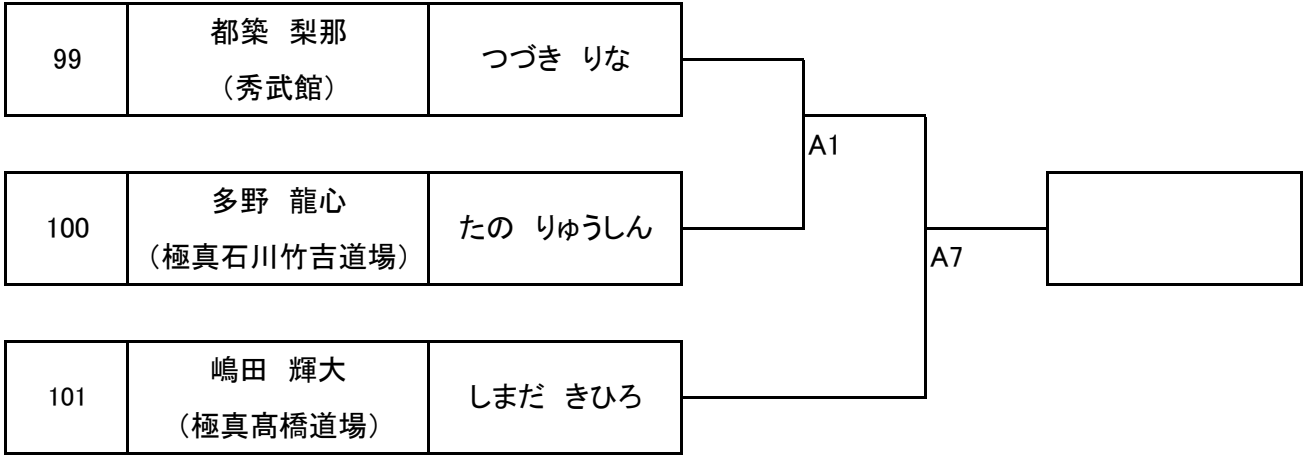 99
都築　梨那
（秀武館）
つづき　りな
A1
100
多野　龍心
（極真石川竹吉道場）
たの　りゅうしん
A7
101
嶋田　輝大
（極真髙橋道場）
しまだ　きひろ